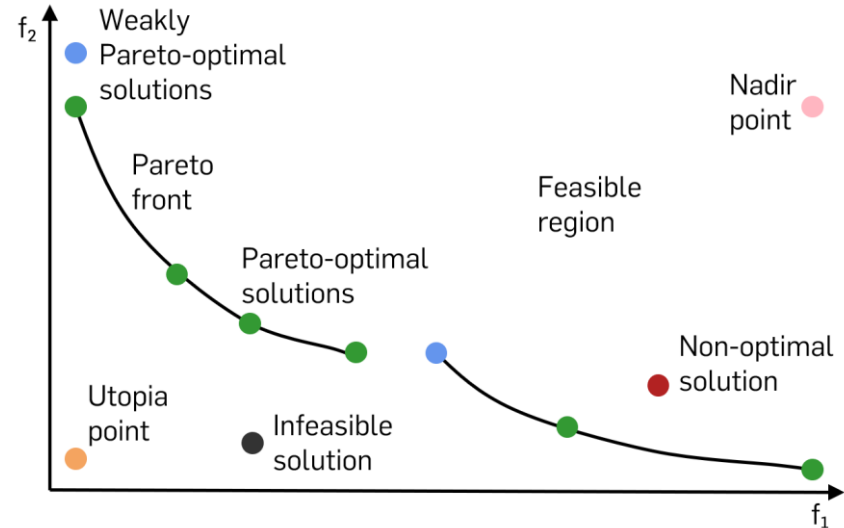 f₂
Weakly
Pareto-optimal
solutions
Nadir
point
Pareto
front
Feasible
region
Pareto-optimal
solutions
Non-optimal
solution
Utopia
point
Infeasible
solution
f₁